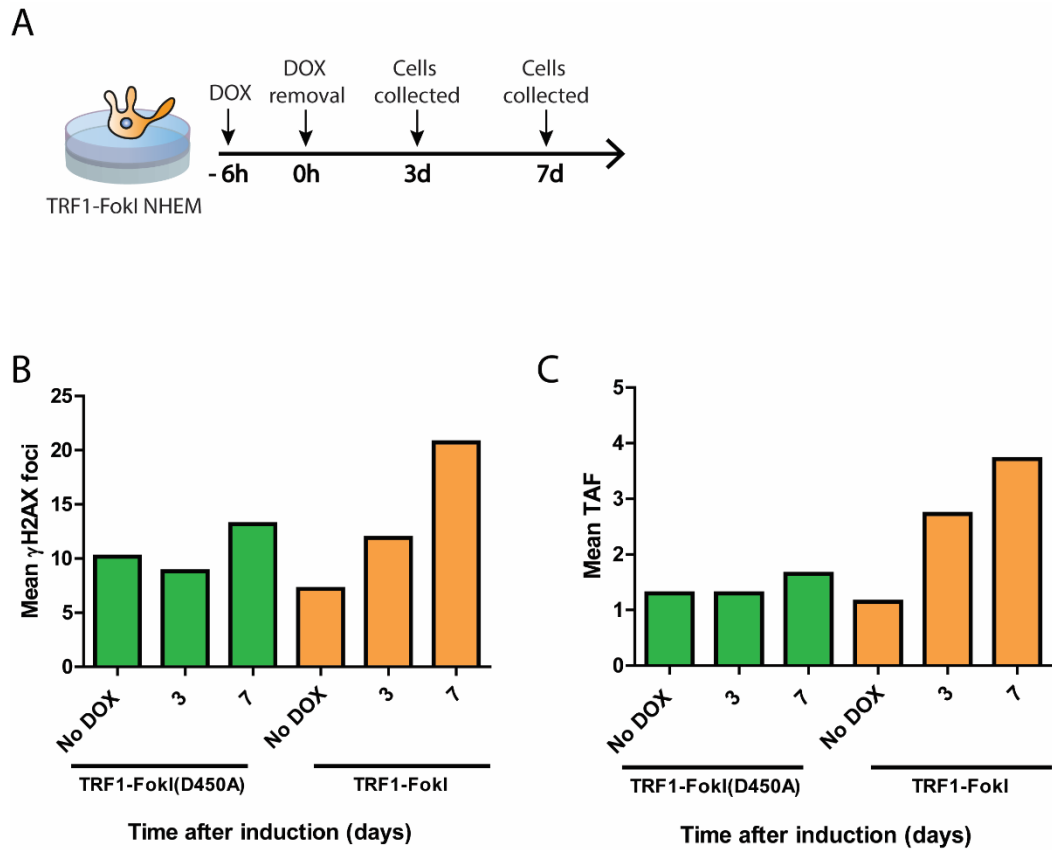 A
DOX
DOX
removal
Cells
collected
Cells
collected
- 6h
0h
3d
7d
TRF1-FokI NHEM
B
Mean γH2AX foci
25
20
15
10
5
0
No DOX
3
7
No DOX
3
7
TRF1-FokI(D450A)
TRF1-FokI
Time after induction (days)
C
Mean TAF
5
4
3
2
1
0
No DOX
3
7
No DOX
3
7
TRF1-FokI(D450A)
TRF1-FokI
Time after induction (days)